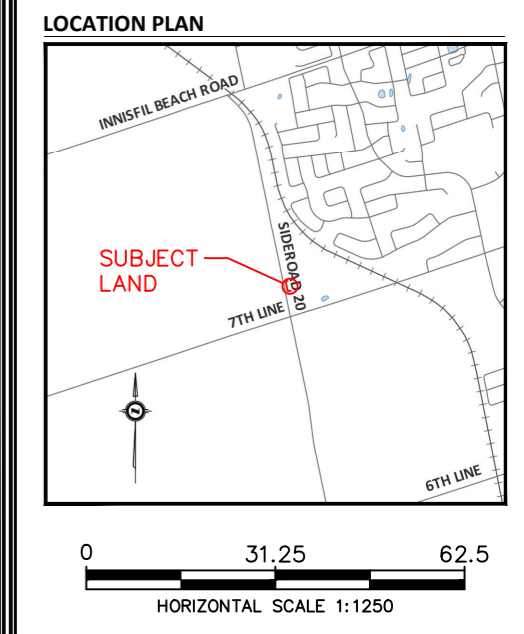 LOCATION PLAN
INNISFIL BEACH ROAD
SIDEROAD 20
SUBJECT
LAND
7TH LINE
N
6TH LINE
0 31.25 62.5
HORIZONTAL SCALE 1:1250